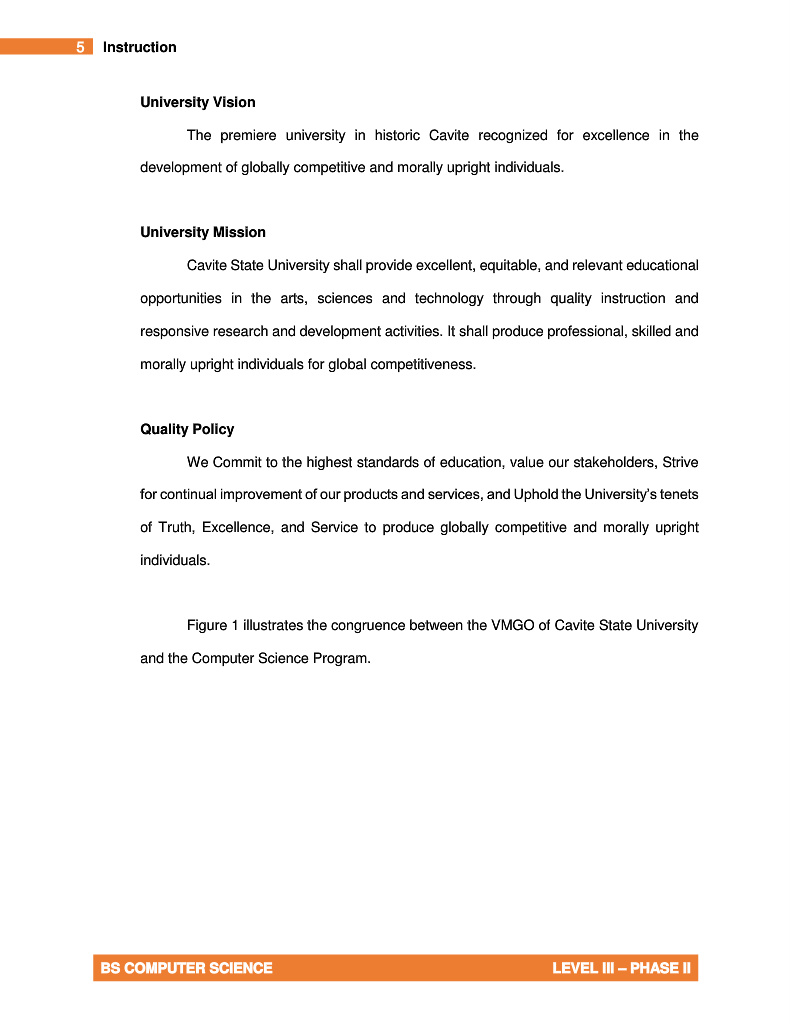 5 Instruction
University Vision
The premiere university in historic Cavite recognized for excellence in the
development of globally competitive and morally upright individuals.
University Mission
Cavite State University shall provide excellent, equitable, and relevant educational
opportunities in the arts, sciences and technology through quality instruction and
responsive research and development activities. It shall produce professional, skilled and
morally upright individuals for global competitiveness.
Quality Policy
We Commit to the highest standards of education, value our stakeholders, Strive
for continual improvement of our products and services, and Uphold the University’s tenets
of Truth, Excellence, and Service to produce globally competitive and morally upright
individuals.
Figure 1 illustrates the congruence between the VMGO of Cavite State University
and the Computer Science Program.
BS COMPUTER SCIENCE LEVEL III – PHASE II